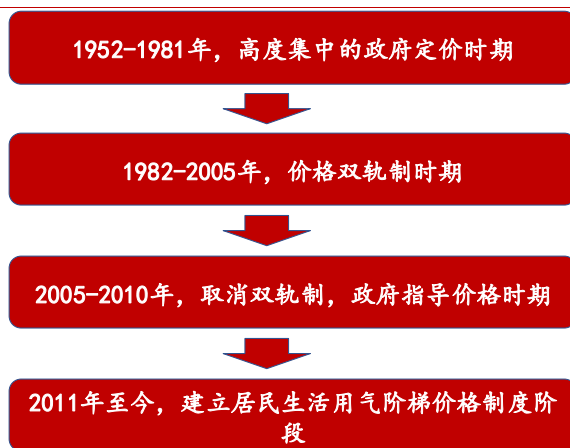 1952-1981年，高度集中的政府定价时期
1982-2005年，价格双轨制时期
2005-2010年，取消双轨制，政府指导价格时期
2011年至今，建立居民生活用气阶梯价格制度阶
段